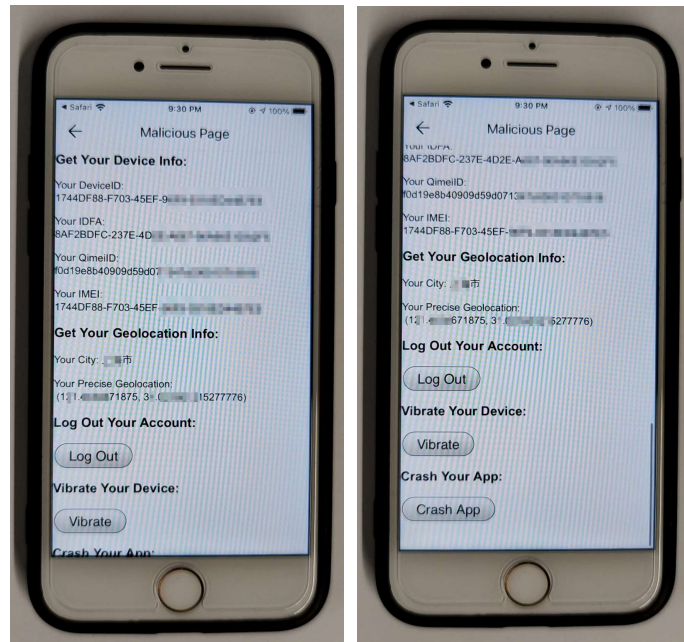 Safari
9:30 PM
100%
Malicious Page
Get Your Device Info:
Your DeviceID:
1744DF88-F703-45EF-9
Your IDFA:
8AF2BDFC-237E-4D
Your QimeiID:
f0d19e8b40909d59d07
Your IMEI:
1744DF88-F703-45EF-
Get Your Geolocation Info:
Your City: 市
Your Precise Geolocation:
Log Out Your Account:
Log Out
Vibrate Your Device:
Vibrate
Crash Your App:
Safari
9:30 PM
100%
Malicious Page
Your IDFA:
8AF2BDFC-237E-4D2E-A
Your QimeiID:
f0d19e8b40909d59d0713
Your IMEI:
1744DF88-F703-45EF-
Get Your Geolocation Info:
Your City: 市
Your Precise Geolocation:
Log Out Your Account:
Log Out
Vibrate Your Device:
Vibrate
Crash Your App:
Crash App